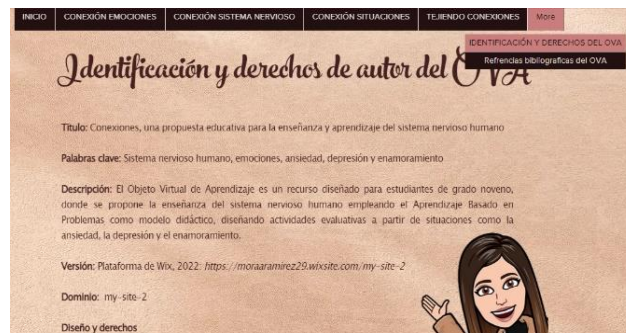 INICIO CONEXIÓN EMOCIONES CONEXIÓN SISTEMA NERVIOSO CONEXIÓN SITUACIONES TEJIENDO CONEXIONES More
IDENTIFICACIÓN Y DERECHOS DEL OVA
Refrencias bibliograficas del OVA
Identificación y derechos de autor del OVA
Título: Conexiones, una propuesta educativa para la enseñanza y aprendizaje del sistema nervioso humano
Palabras clave: Sistema nervioso humano, emociones, ansiedad, depresión y enamoramiento
Descripción: El Objeto Virtual de Aprendizaje es un recurso diseñado para estudiantes de grado noveno,
donde se propone la enseñanza del sistema nervioso humano empleando el Aprendizaje Basado en
Problemas como modelo didáctico, diseñando actividades evaluativas a partir de situaciones como la
ansiedad, la depresión y el enamoramiento.
Versión: Plataforma de Wix, 2022: https://moraaramirez29.wixsite.com/my-site-2
Dominio: my-site-2
Diseño y derechos